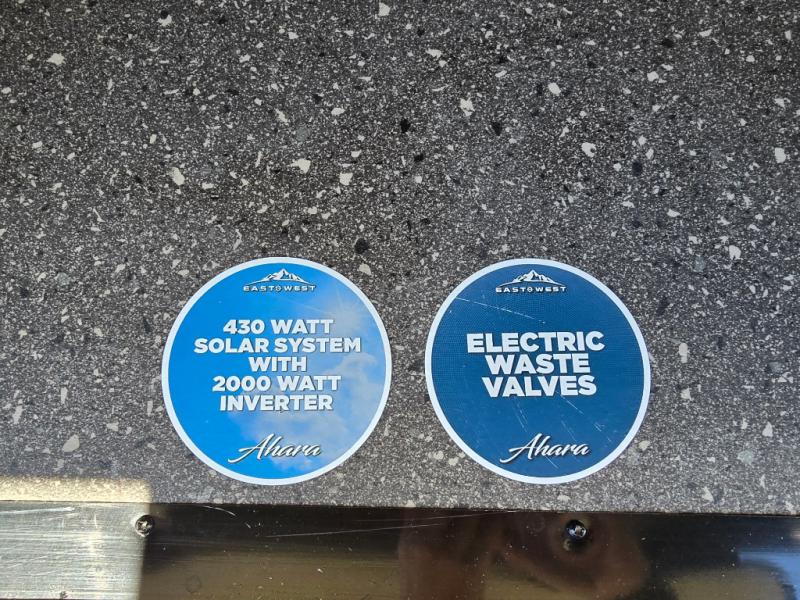 EAST TO WEST
430 WATT
SOLAR SYSTEM
WITH
2000 WATT
INVERTER
Ahara
EAST TO WEST
ELECTRIC
WASTE
VALVES
Ahara